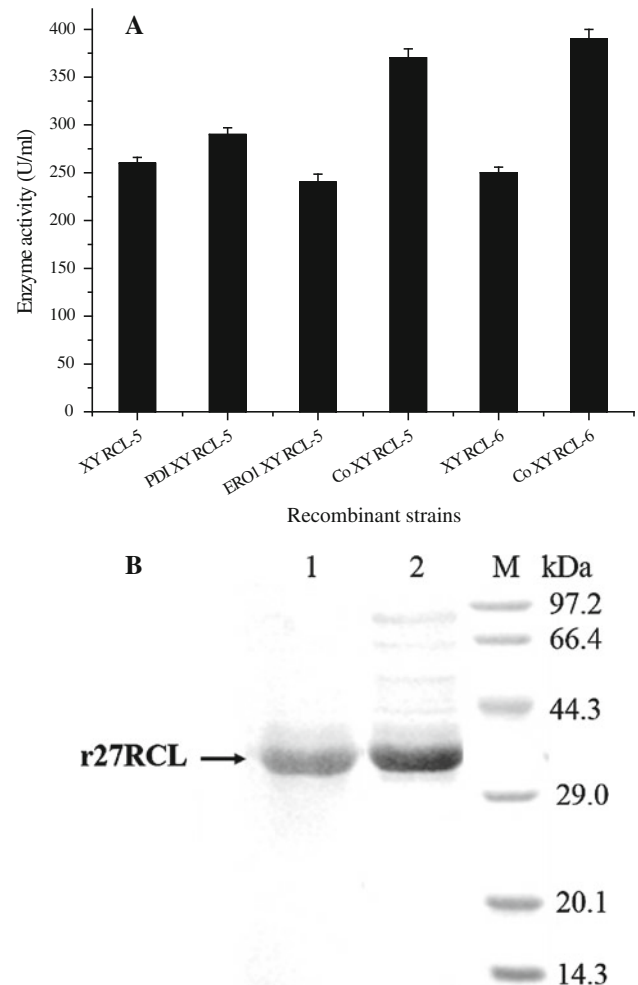 A
Enzyme activity (U/ml)
400
350
300
250
200
150
100
50
0
XY RCL-5
PDI XY RCL-5
ERO1 XY RCL-5
Co XY RCL-5
XY RCL-6
Co XY RCL-6
Recombinant strains
B
1 2 M kDa
97.2
66.4
44.3
r27RCL
29.0
20.1
14.3